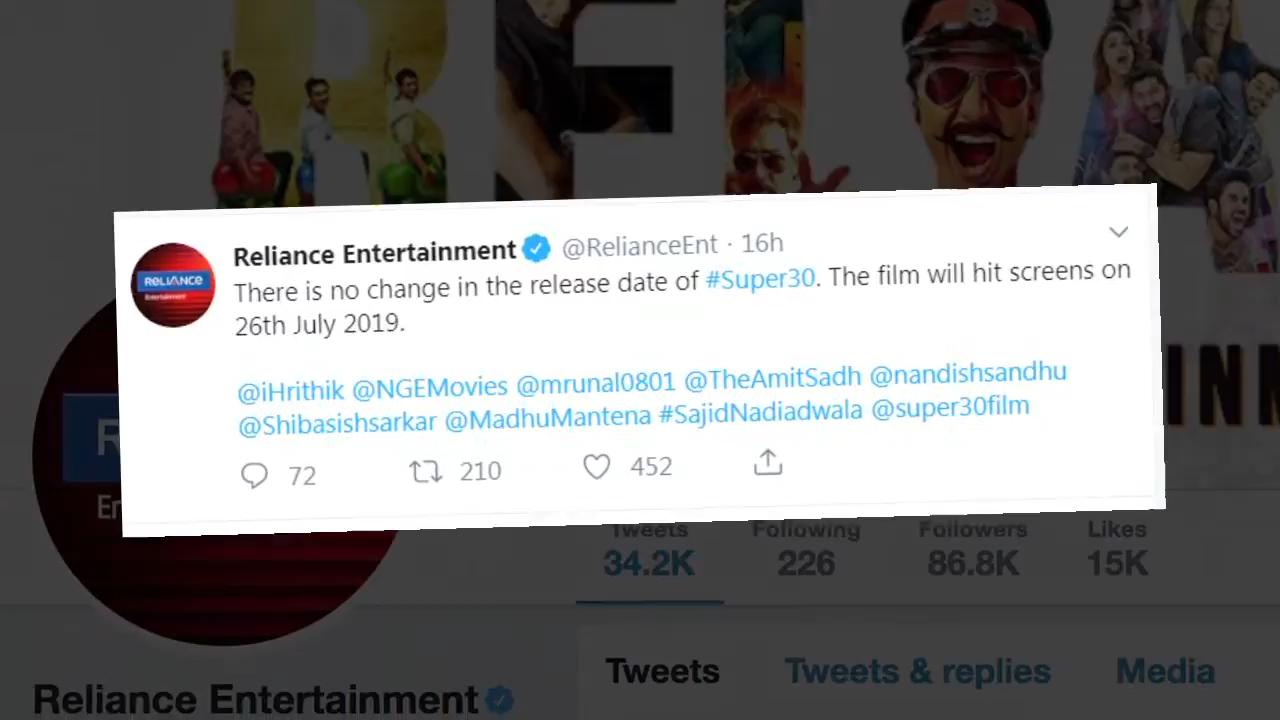 Reliance Entertainment @RelianceEnt · 16h
RELIANCE
Entertainment
There is no change in the release date of #Super30. The film will hit screens on
26th July 2019.
@iHrithik @NGEMovies @mrunal0801 @TheAmitSadh @nandishsandhu
@Shibasishsarkar @MadhuMantena #SajidNadiadwala @super30film
72 210 452
Tweets Following Followers Likes
34.2K 226 86.8K 15K
Tweets Tweets & replies Media
Reliance Entertainment